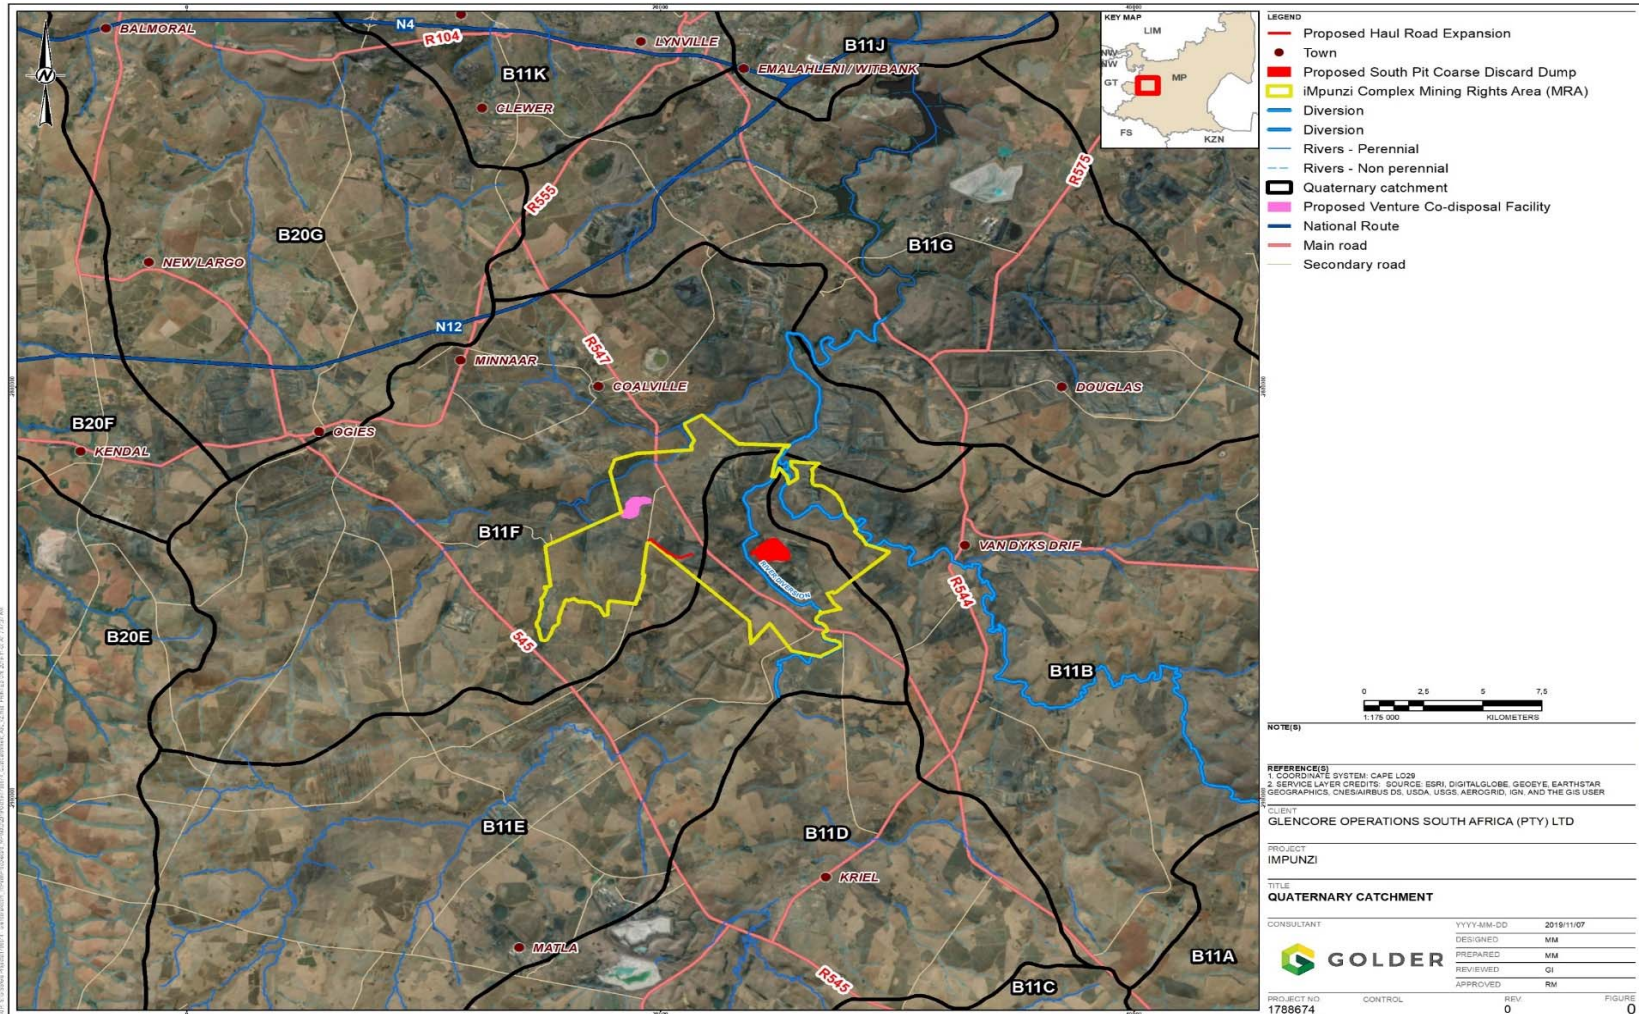 BALMORAL
N4
R104
LYNVILLE
B11J
B11K
EMALAHLENI / WITBANK
CLEWER
R575
R555
B20G
B11G
NEW LARGO
N12
R547
MINNAAR
COALVILLE
DOUGLAS
B20F
OGIES
KENDAL
B11F
VAN DYKS DRIF
RIVER DIVERSION
R544
B20E
545
B11B
B11E
B11D
KRIEL
MATLA
B11A
R545
B11C
KEY MAP
LIM
NW
NW
GT
MP
FS
KZN
LEGEND
Proposed Haul Road Expansion
Town
Proposed South Pit Coarse Discard Dump
iMpunzi Complex Mining Rights Area (MRA)
Diversion
Diversion
Rivers - Perennial
Rivers - Non perennial
Quaternary catchment
Proposed Venture Co-disposal Facility
National Route
Main road
Secondary road
0 2,5 5 7,5
1:175 000 KILOMETERS
NOTE(S)
REFERENCE(S)
1. COORDINATE SYSTEM: CAPE LO29
2. SERVICE LAYER CREDITS: SOURCE: ESRI, DIGITALGLOBE, GEOEYE, EARTHSTAR
GEOGRAPHICS, CNES/AIRBUS DS, USDA, USGS, AEROGRID, IGN, AND THE GIS USER
CLIENT
GLENCORE OPERATIONS SOUTH AFRICA (PTY) LTD
PROJECT
IMPUNZI
TITLE
QUATERNARY CATCHMENT
CONSULTANT
GOLDER
YYYY-MM-DD 2019/11/07
DESIGNED MM
PREPARED MM
REVIEWED GI
APPROVED RM
PROJECT NO CONTROL REV. FIGURE
1788674 0 0